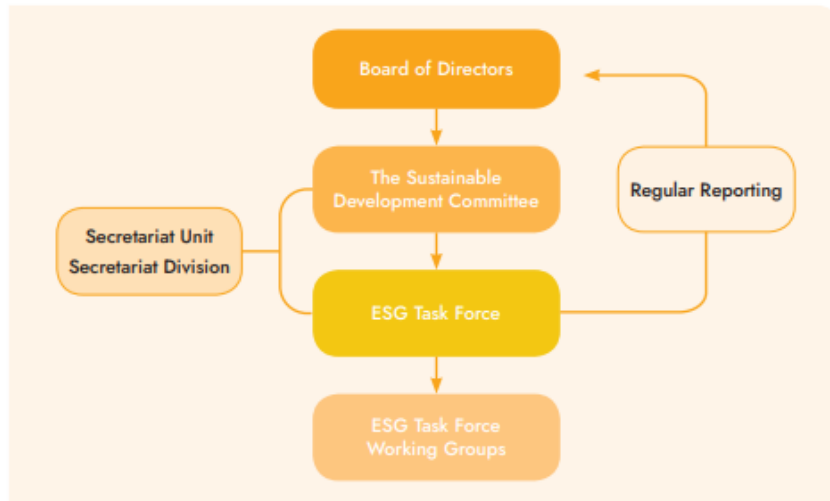 Board of Directors
The Sustainable
Development Committee
Regular Reporting
Secretariat Unit
Secretariat Division
ESG Task Force
ESG Task Force
Working Groups